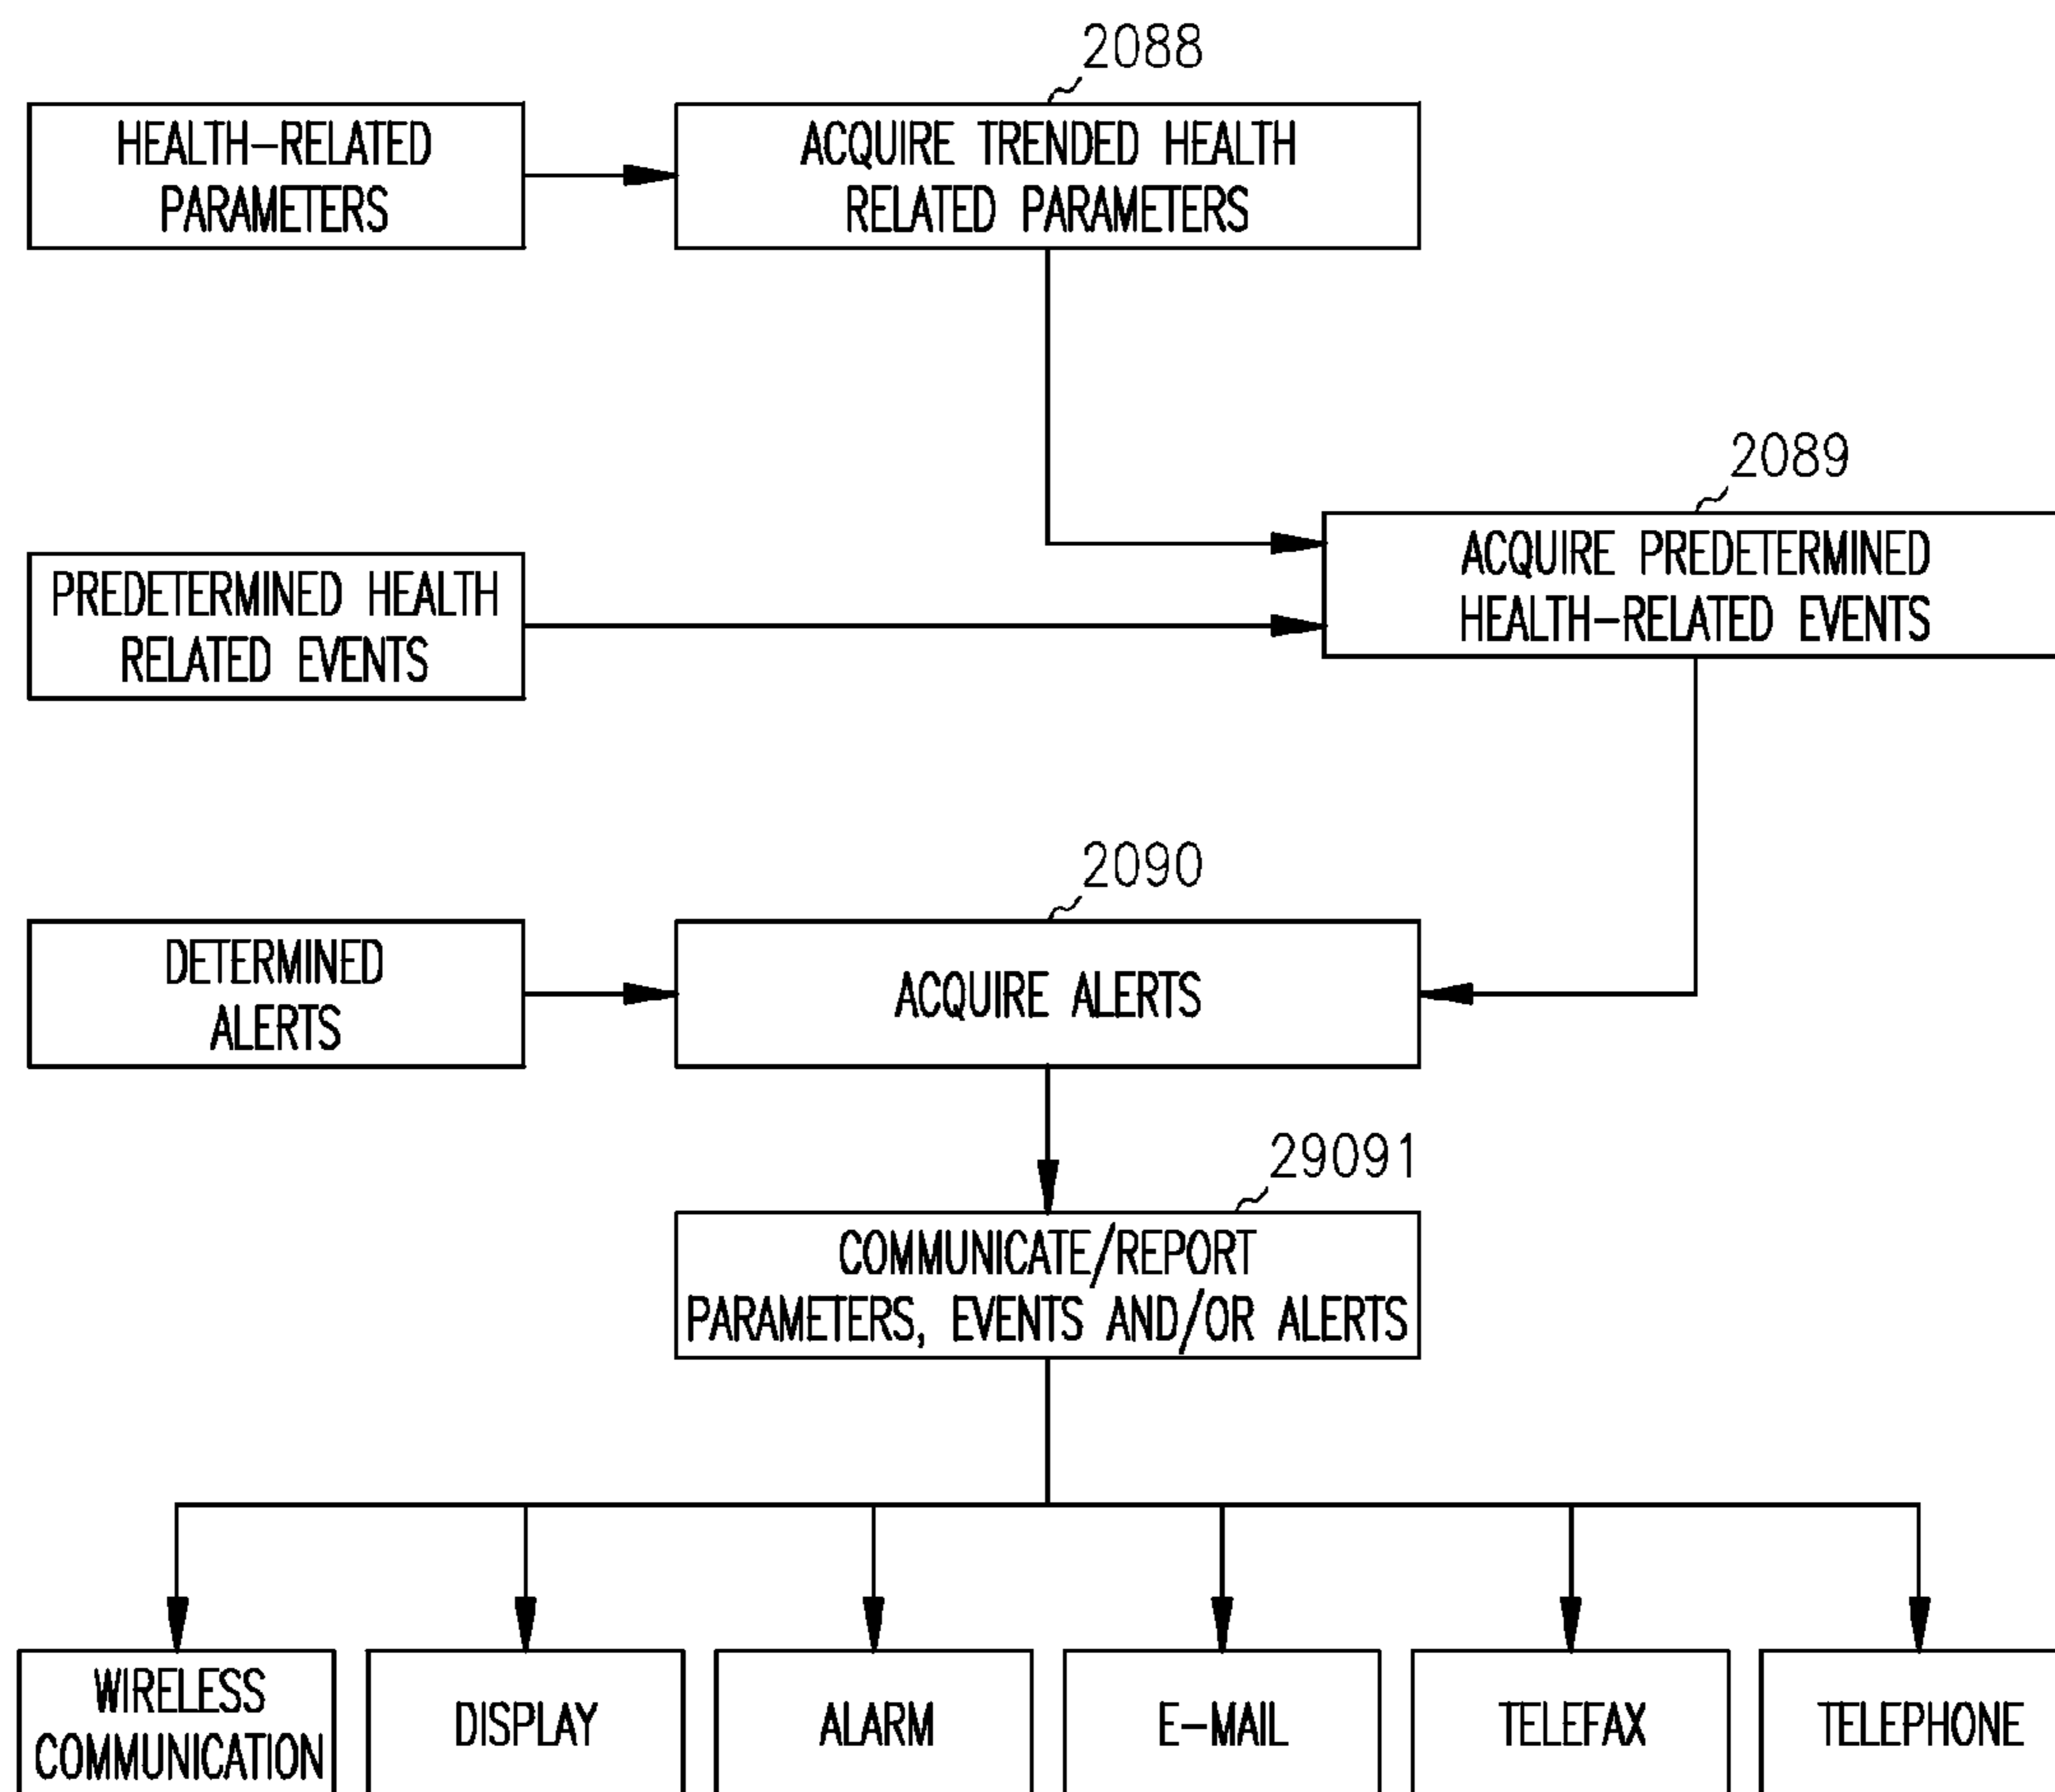 2088
HEALTH-RELATED
PARAMETERS
ACQUIRE TRENDED HEALTH
RELATED PARAMETERS
2089
PREDETERMINED HEALTH
RELATED EVENTS
ACQUIRE PREDETERMINED
HEALTH-RELATED EVENTS
2090
DETERMINED
ALERTS
ACQUIRE ALERTS
29091
COMMUNICATE/REPORT
PARAMETERS, EVENTS AND/OR ALERTS
WIRELESS
COMMUNICATION
DISPLAY
ALARM
E-MAIL
TELEFAX
TELEPHONE